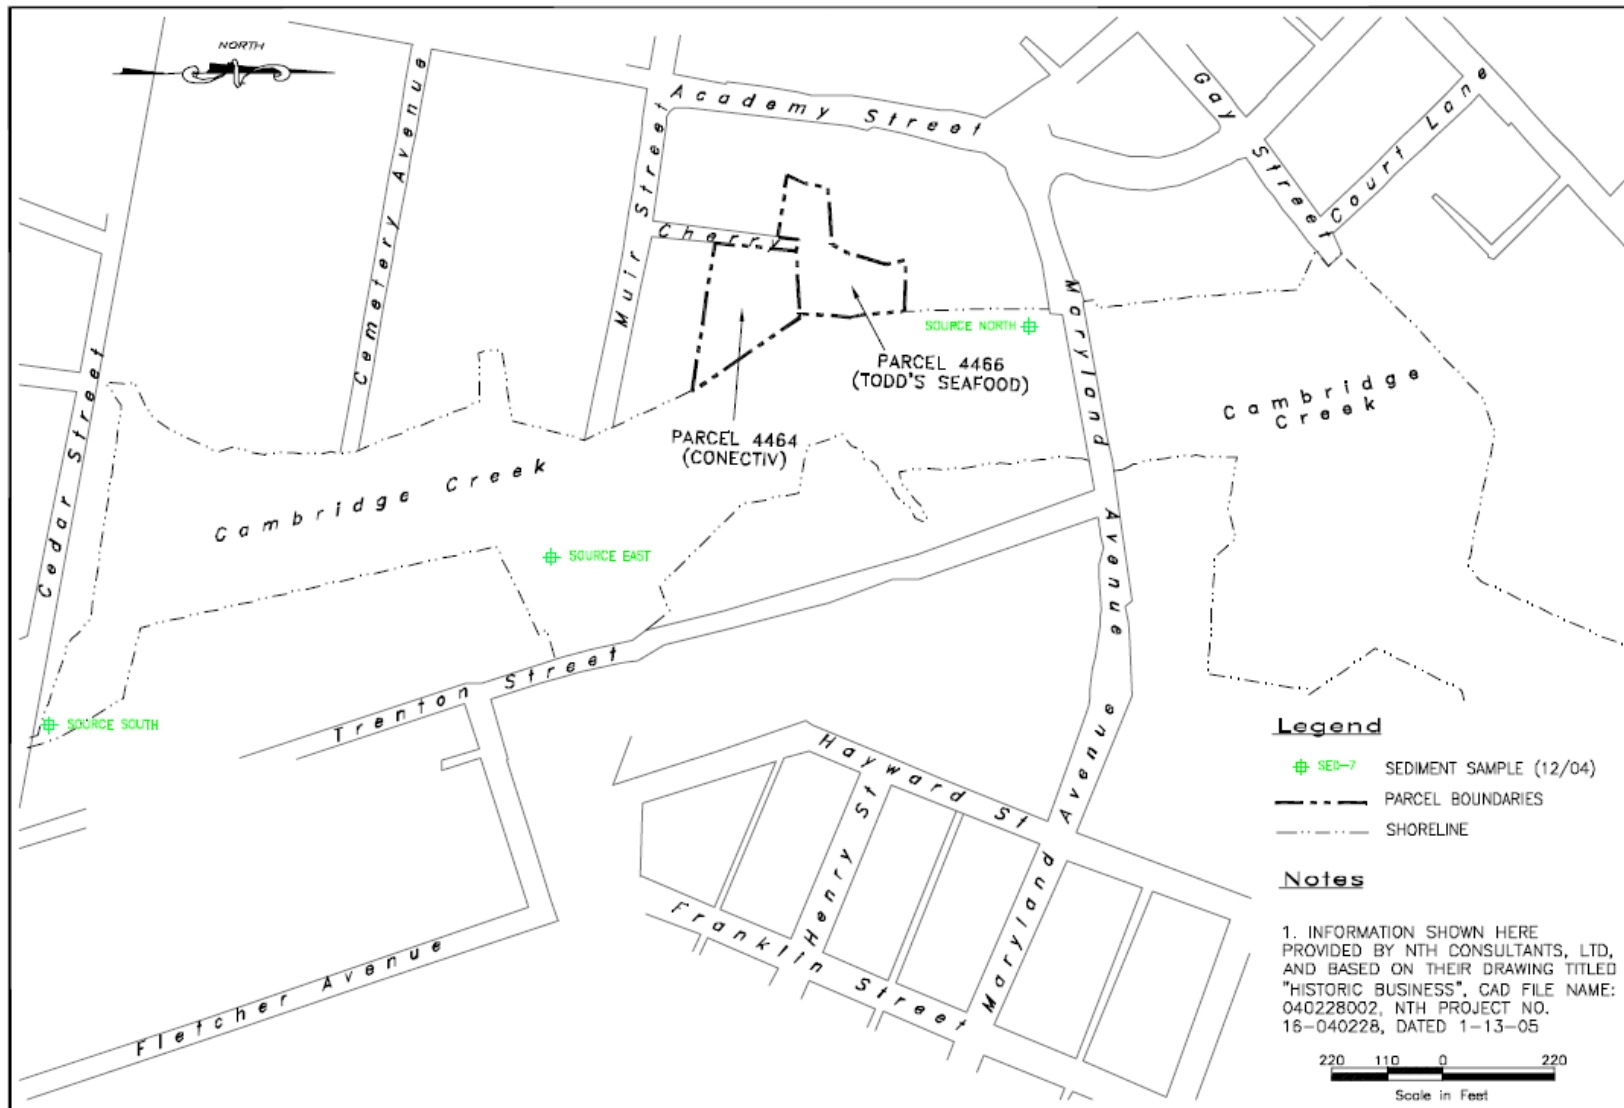 NORTH
Cemetery Avenue
Muir Street
Academy Street
Gay Street
Court Lane
Cherry
Maryland Avenue
SOURCE NORTH
PARCEL 4466
(TODD'S SEAFOOD)
PARCEL 4464
(CONECTIV)
Cambridge
Creek
Cedar Street
Cambridge Creek
SOURCE EAST
SOURCE SOUTH
Trenton Street
Hayward St
Henry St
Maryland Avenue
Franklin Street
Fletcher Avenue
Legend
SED-7 SEDIMENT SAMPLE (12/04)
PARCEL BOUNDARIES
SHORELINE
Notes
1. INFORMATION SHOWN HERE
PROVIDED BY NTH CONSULTANTS, LTD,
AND BASED ON THEIR DRAWING TITLED
"HISTORIC BUSINESS", CAD FILE NAME:
040228002, NTH PROJECT NO.
16-040228, DATED 1-13-05
220 110 0 220
Scale in Feet